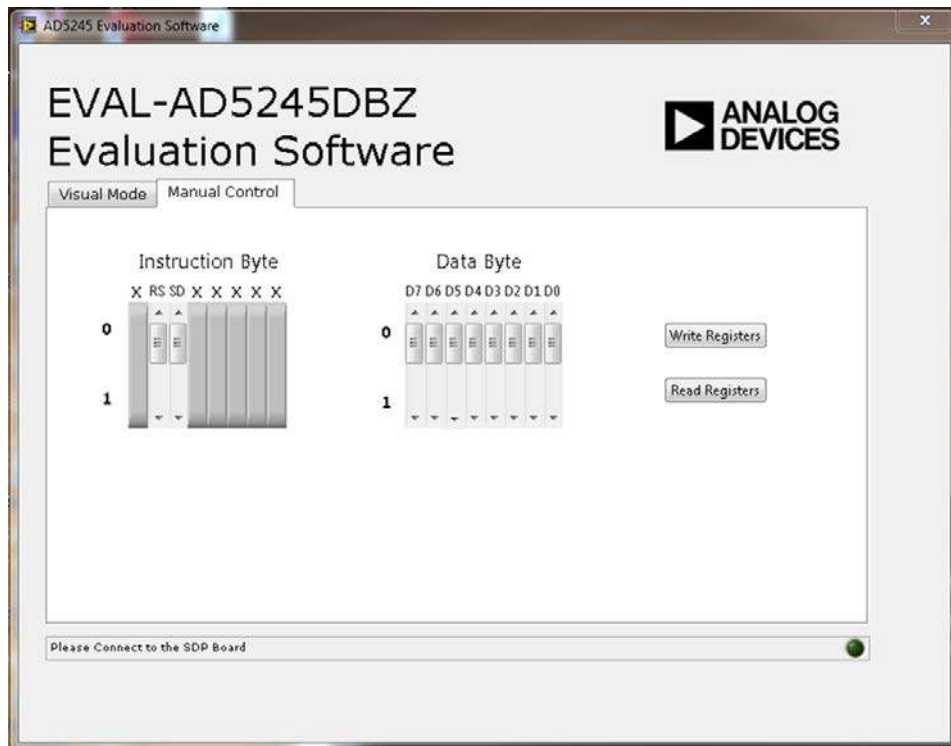 AD5245 Evaluation Software
x
EVAL-AD5245DBZ
Evaluation Software
ANALOG
DEVICES
Visual Mode
Manual Control
Instruction Byte
Data Byte
X RS SD X X X X X
D7 D6 D5 D4 D3 D2 D1 D0
0
0
Write Registers
1
1
Read Registers
Please Connect to the SDP Board